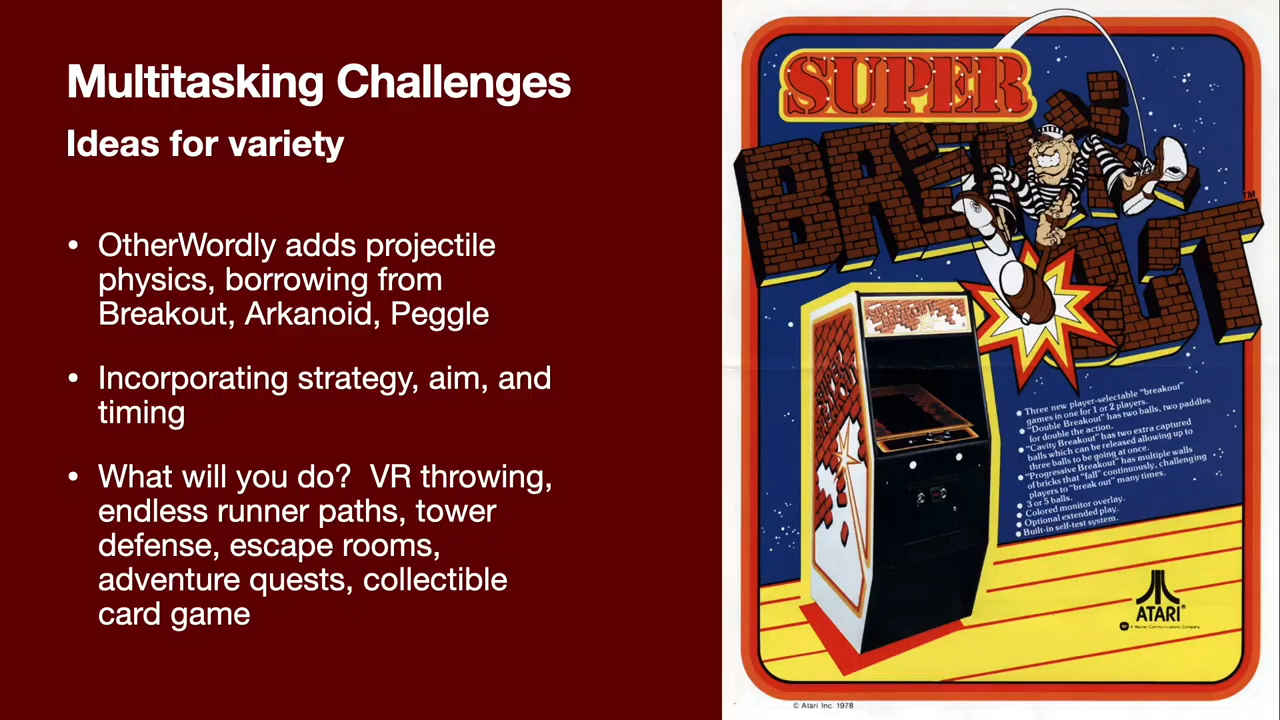 Multitasking Challenges
Ideas for variety
• OtherWordly adds projectile
physics, borrowing from
Breakout, Arkanoid, Peggle
• Incorporating strategy, aim, and
timing
• What will you do?  VR throwing,
endless runner paths, tower
defense, escape rooms,
adventure quests, collectible
card game
SUPER
BREAKOUT
TM
• Three new player-selectable "breakout"
games in one for 1 or 2 players.
• "Double Breakout" has two balls, two paddles
for double the action.
• "Cavity Breakout" has two extra captured
balls which can be released allowing up to
three balls to be going at once.
• "Progressive Breakout" has multiple walls
of bricks that "fall" continuously, challenging
players to "break out" many times.
• 3 or 5 balls.
• Colored monitor overlay.
• Optional extended play.
• Built-in self-test system.
ATARI®
A Warner Communications Company
© Atari Inc. 1978